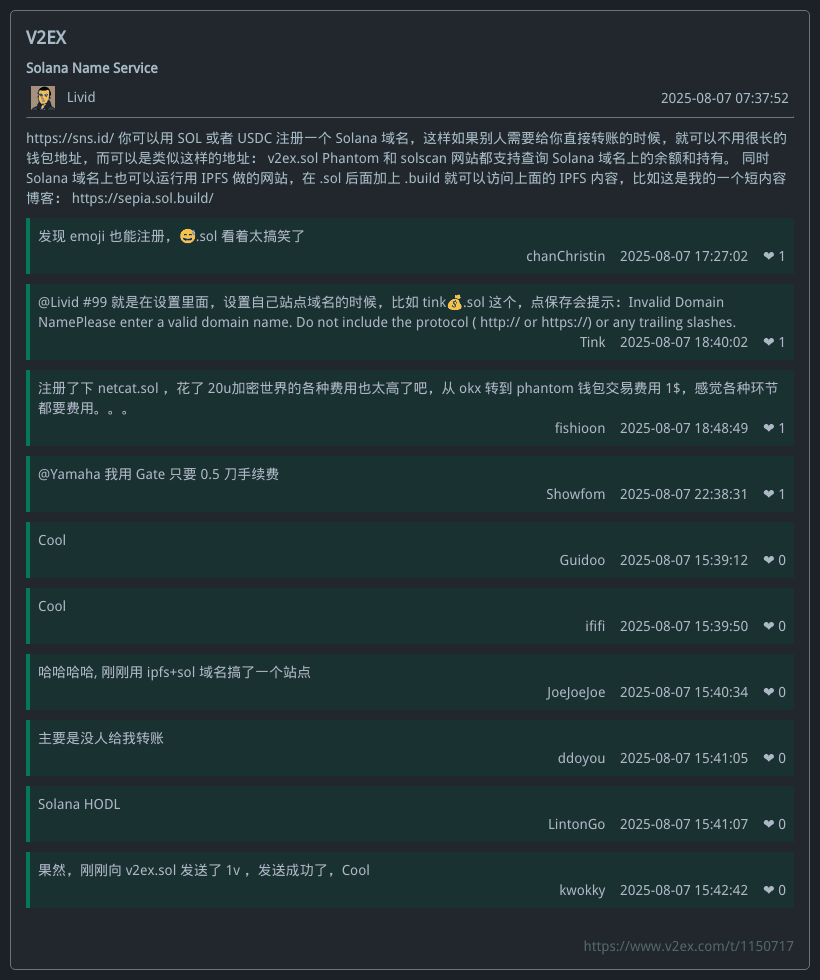 V2EX
Solana Name Service
Livid 2025-08-07 07:37:52
https://sns.id/ 你可以用 SOL 或者 USDC 注册一个 Solana 域名，这样如果别人需要给你直接转账的时候，就可以不用很长的
钱包地址，而可以是类似这样的地址： v2ex.sol Phantom 和 solscan 网站都支持查询 Solana 域名上的余额和持有。 同时
Solana 域名上也可以运行用 IPFS 做的网站，在 .sol 后面加上 .build 就可以访问上面的 IPFS 内容，比如这是我的一个短内容
博客： https://sepia.sol.build/
发现 emoji 也能注册，😅.sol 看着太搞笑了
chanChristin 2025-08-07 17:27:02 ❤ 1
@Livid #99 就是在设置里面，设置自己站点域名的时候，比如 tink💰.sol 这个，点保存会提示：Invalid Domain
NamePlease enter a valid domain name. Do not include the protocol ( http:// or https://) or any trailing slashes.
Tink 2025-08-07 18:40:02 ❤ 1
注册了下 netcat.sol ，花了 20u加密世界的各种费用也太高了吧，从 okx 转到 phantom 钱包交易费用 1$，感觉各种环节
都要费用。。。
fishioon 2025-08-07 18:48:49 ❤ 1
@Yamaha 我用 Gate 只要 0.5 刀手续费
Showfom 2025-08-07 22:38:31 ❤ 1
Cool
Guidoo 2025-08-07 15:39:12 ❤ 0
Cool
ififi 2025-08-07 15:39:50 ❤ 0
哈哈哈哈, 刚刚用 ipfs+sol 域名搞了一个站点
JoeJoeJoe 2025-08-07 15:40:34 ❤ 0
主要是没人给我转账
ddoyou 2025-08-07 15:41:05 ❤ 0
Solana HODL
LintonGo 2025-08-07 15:41:07 ❤ 0
果然，刚刚向 v2ex.sol 发送了 1v ，发送成功了，Cool
kwokky 2025-08-07 15:42:42 ❤ 0
https://www.v2ex.com/t/1150717